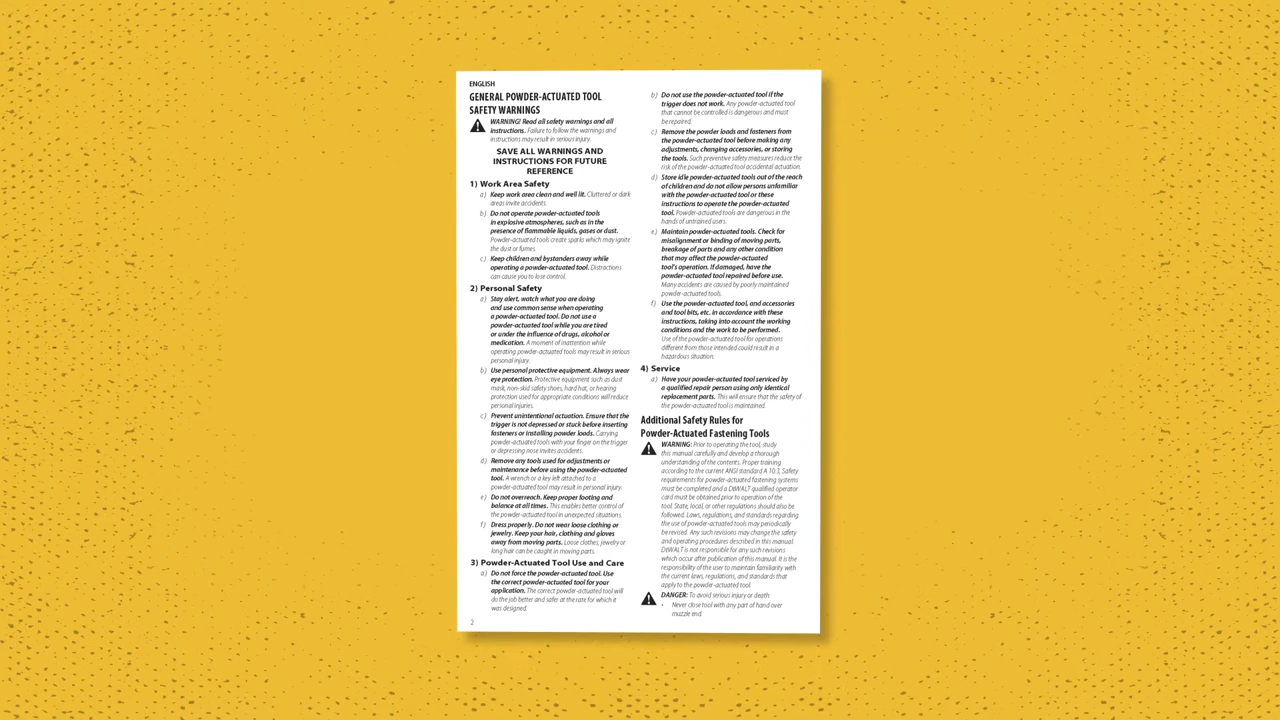 ENGLISH
GENERAL POWDER-ACTUATED TOOL
SAFETY WARNINGS
WARNING! Read all safety warnings and all
instructions. Failure to follow the warnings and
instructions may result in serious injury.
SAVE ALL WARNINGS AND
INSTRUCTIONS FOR FUTURE
REFERENCE
1) Work Area Safety
a) Keep work area clean and well lit. Cluttered or dark
areas invite accidents.
b) Do not operate powder-actuated tools
in explosive atmospheres, such as in the
presence of flammable liquids, gases or dust.
Powder-actuated tools create sparks which may ignite
the dust or fumes.
c) Keep children and bystanders away while
operating a powder-actuated tool. Distractions
can cause you to lose control.
2) Personal Safety
a) Stay alert, watch what you are doing
and use common sense when operating
a powder-actuated tool. Do not use a
powder-actuated tool while you are tired
or under the influence of drugs, alcohol or
medication. A moment of inattention while
operating powder-actuated tools may result in serious
personal injury.
b) Use personal protective equipment. Always wear
eye protection. Protective equipment such as dust
mask, non-skid safety shoes, hard hat, or hearing
protection used for appropriate conditions will reduce
personal injuries.
c) Prevent unintentional actuation. Ensure that the
trigger is not depressed or stuck before inserting
fasteners or installing powder loads. Carrying
powder-actuated tools with your finger on the trigger
or depressing nose invites accidents.
d) Remove any tools used for adjustments or
maintenance before using the powder-actuated
tool. A wrench or a key left attached to a
powder-actuated tool may result in personal injury.
e) Do not overreach. Keep proper footing and
balance at all times. This enables better control of
the powder-actuated tool in unexpected situations.
f) Dress properly. Do not wear loose clothing or
jewelry. Keep your hair, clothing and gloves
away from moving parts. Loose clothes, jewelry or
long hair can be caught in moving parts.
3) Powder-Actuated Tool Use and Care
a) Do not force the powder-actuated tool. Use
the correct powder-actuated tool for your
application. The correct powder-actuated tool will
do the job better and safer at the rate for which it
was designed.
2
b) Do not use the powder-actuated tool if the
trigger does not work. Any powder-actuated tool
that cannot be controlled is dangerous and must
be repaired.
c) Remove the powder loads and fasteners from
the powder-actuated tool before making any
adjustments, changing accessories, or storing
the tools. Such preventive safety measures reduce the
risk of the powder-actuated tool accidental actuation.
d) Store idle powder-actuated tools out of the reach
of children and do not allow persons unfamiliar
with the powder-actuated tool or these
instructions to operate the powder-actuated
tool. Powder-actuated tools are dangerous in the
hands of untrained users.
e) Maintain powder-actuated tools. Check for
misalignment or binding of moving parts,
breakage of parts and any other condition
that may affect the powder-actuated
tool's operation. If damaged, have the
powder-actuated tool repaired before use.
Many accidents are caused by poorly maintained
powder-actuated tools.
f) Use the powder-actuated tool, and accessories
and tool bits, etc. in accordance with these
instructions, taking into account the working
conditions and the work to be performed.
Use of the powder-actuated tool for operations
different from those intended could result in a
hazardous situation.
4) Service
a) Have your powder-actuated tool serviced by
a qualified repair person using only identical
replacement parts. This will ensure that the safety of
the powder-actuated tool is maintained.
Additional Safety Rules for
Powder-Actuated Fastening Tools
WARNING: Prior to operating the tool, study
this manual carefully and develop a thorough
understanding of the contents. Proper training
according to the current ANSI standard A 10.3, Safety
requirements for powder-actuated fastening systems
must be completed and a DEWALT qualified operator
card must be obtained prior to operation of the
tool. State, local, or other regulations should also be
followed. Laws, regulations, and standards regarding
the use of powder-actuated tools may periodically
be revised. Any such revisions may change the safety
and operating procedures described in this manual.
DEWALT is not responsible for any such revisions
which occur after publication of this manual. It is the
responsibility of the user to maintain familiarity with
the current laws, regulations, and standards that
apply to the powder-actuated tool.
DANGER: To avoid serious injury or death:
• Never close tool with any part of hand over
muzzle end.